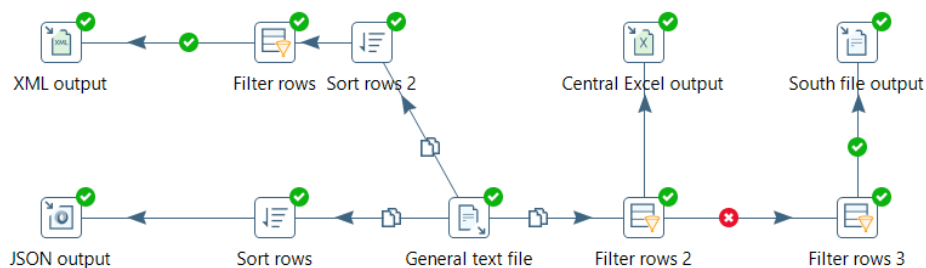 XML output
Filter rows
Sort rows 2
Central Excel output
South file output
JSON output
Sort rows
General text file
Filter rows 2
Filter rows 3